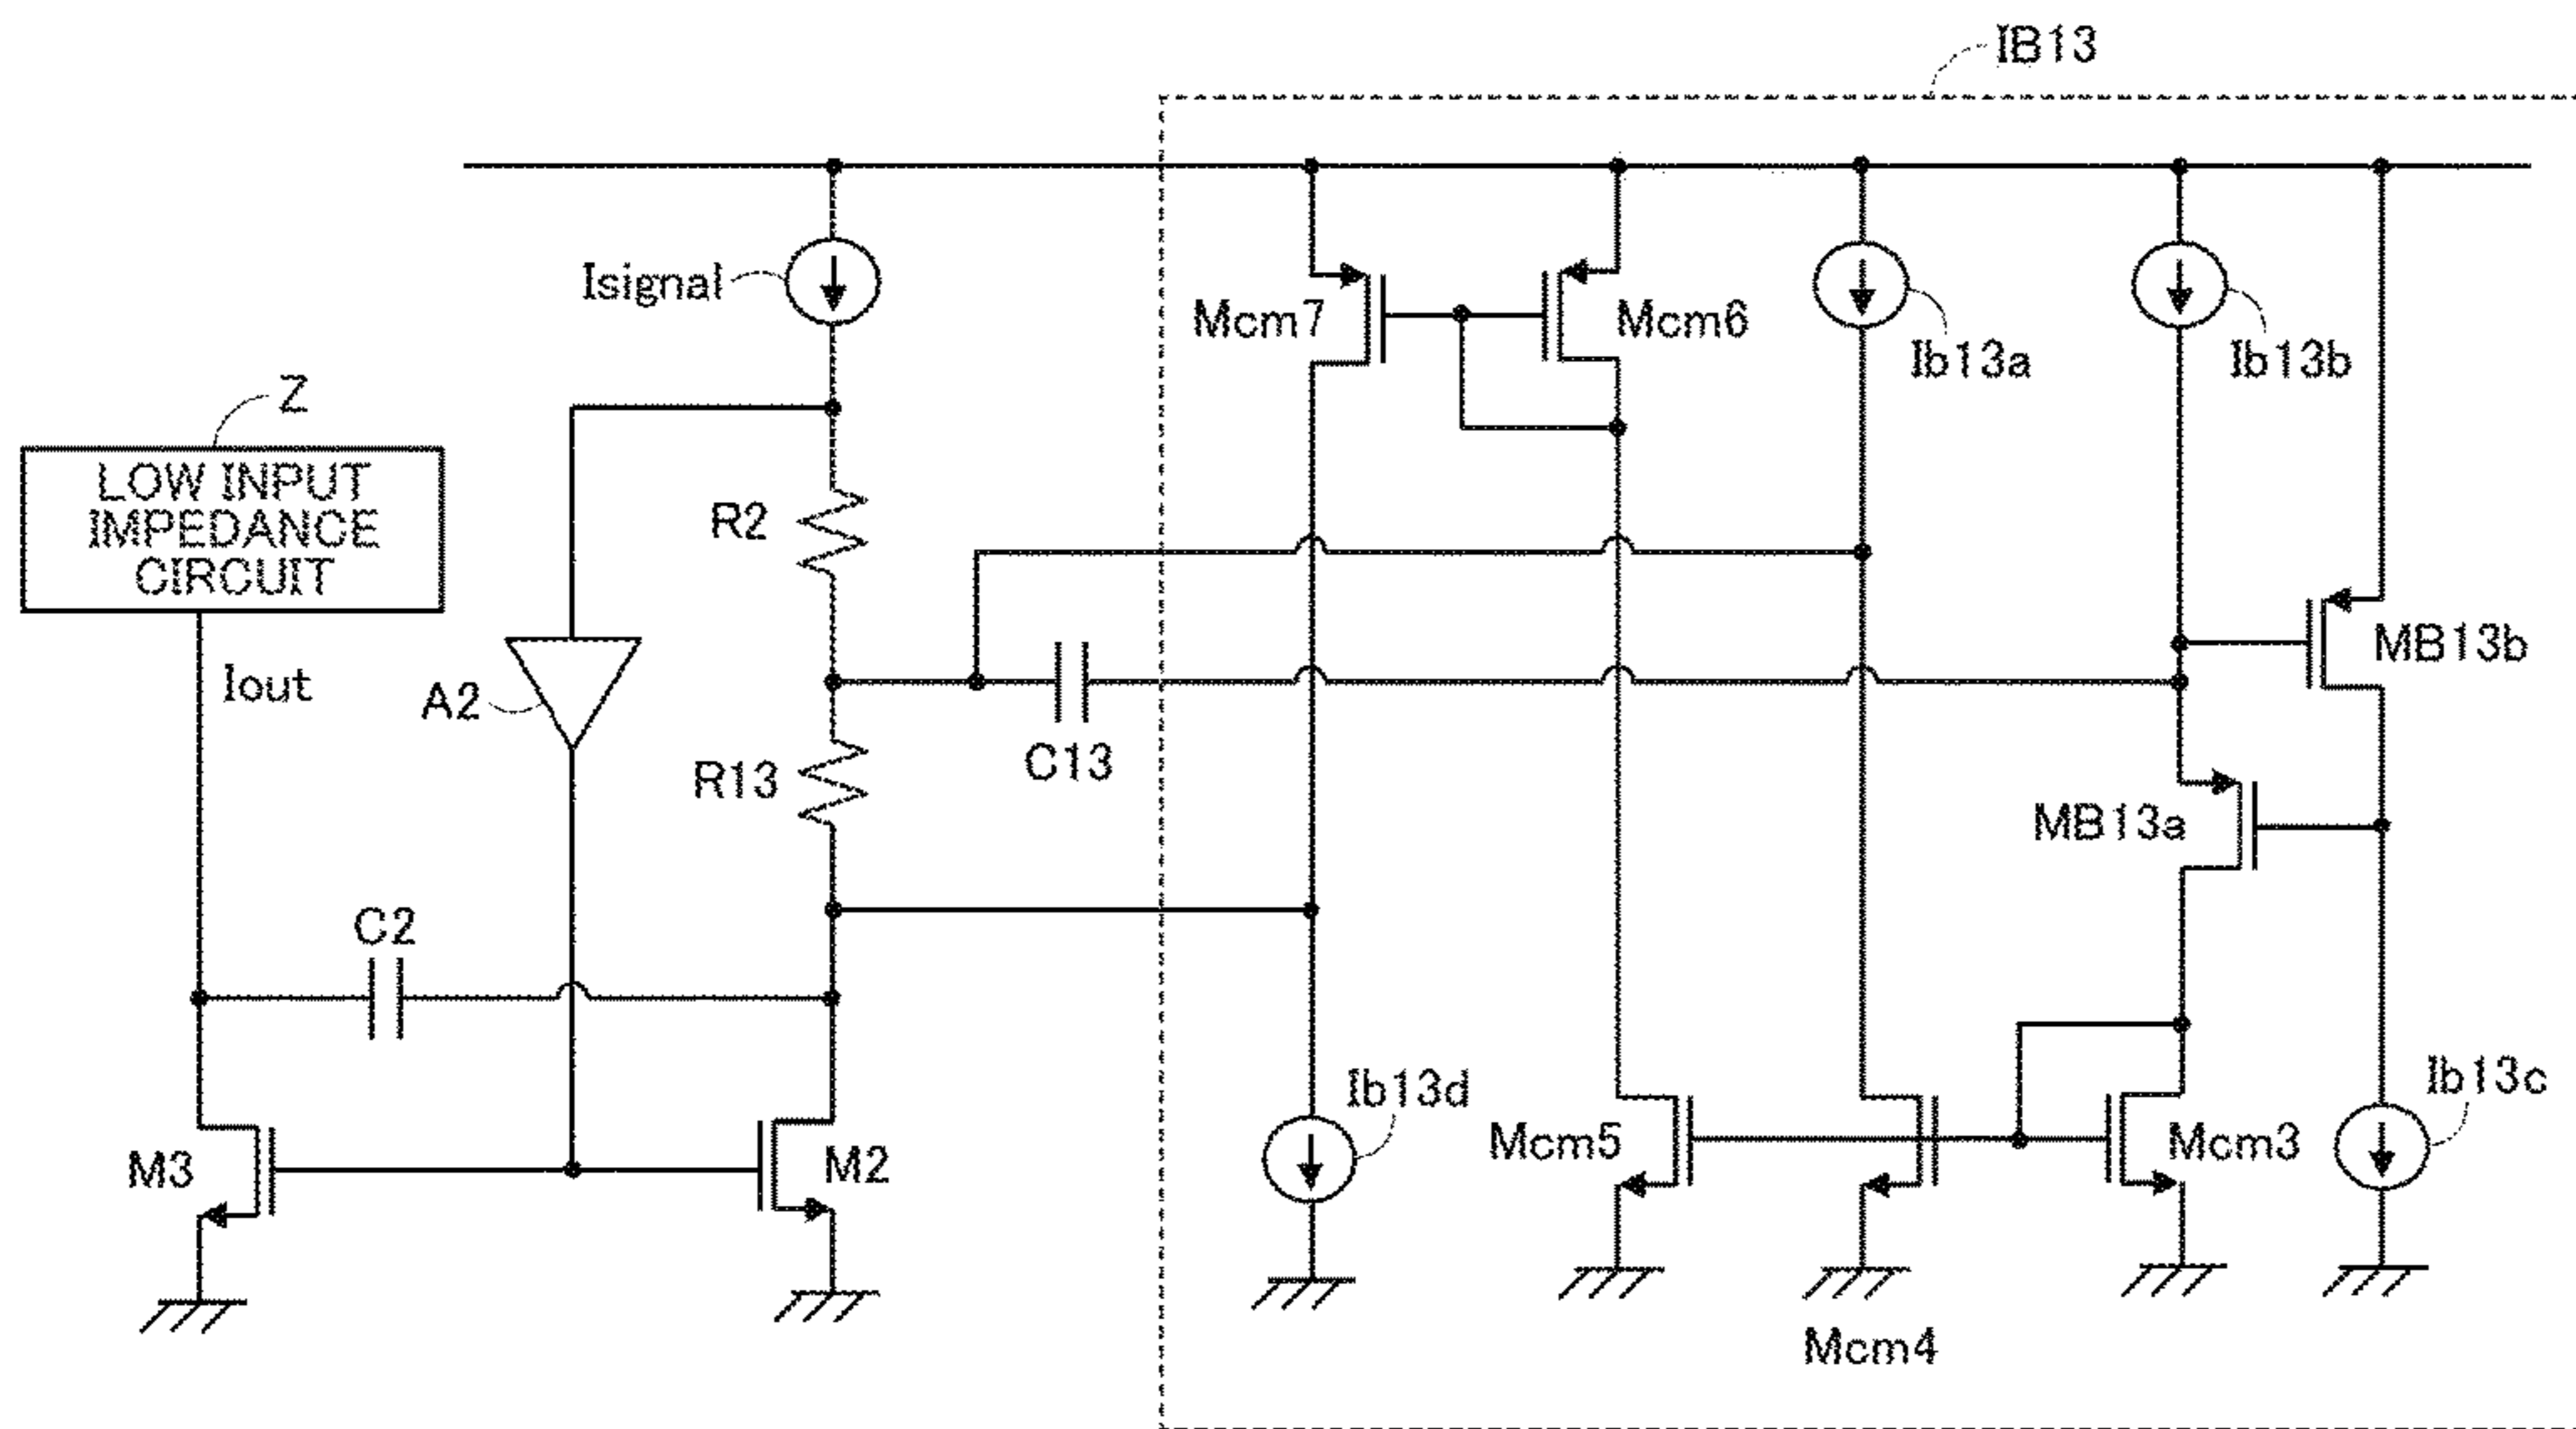 IB13
Isignal
Mcm7
Mcm6
Ib13a
Ib13b
Z
LOW INPUT
IMPEDANCE
CIRCUIT
R2
MB13b
Iout
A2
C13
R13
MB13a
C2
Ib13d
Ib13c
M3
M2
Mcm5
Mcm3
Mcm4